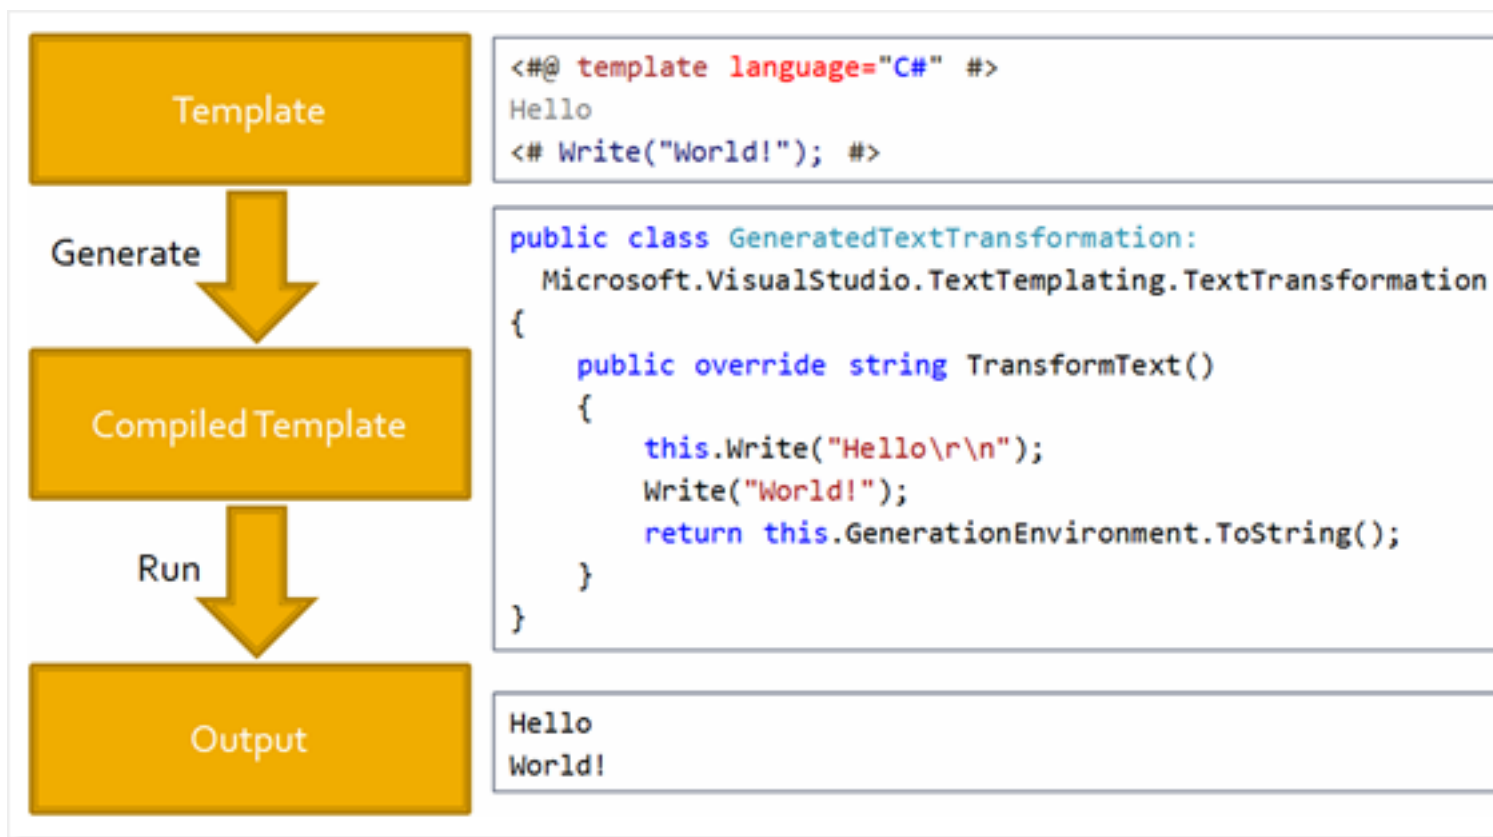 Template
<#@ template language="C#" #>
Hello
<# Write("World!"); #>
Generate
public class GeneratedTextTransformation:
Microsoft.VisualStudio.TextTemplating.TextTransformation
{
public override string TransformText()
{
this.Write("Hello\r\n");
Write("World!");
return this.GenerationEnvironment.ToString();
}
}
Compiled Template
Run
Output
Hello
World!